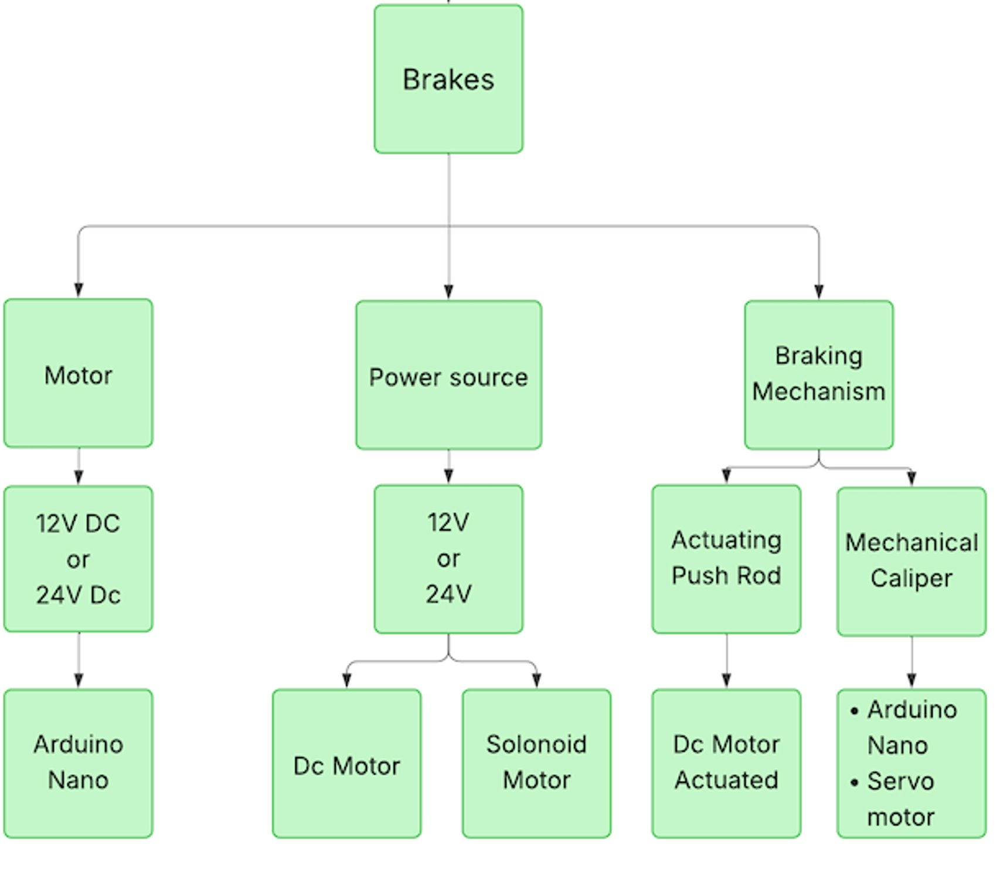 Brakes
Motor
Power source
Braking
Mechanism
12V DC
or
24V Dc
12V
or
24V
Actuating
Push Rod
Mechanical
Caliper
Arduino
Nano
Dc Motor
Solonoid
Motor
Dc Motor
Actuated
• Arduino
Nano
• Servo
motor